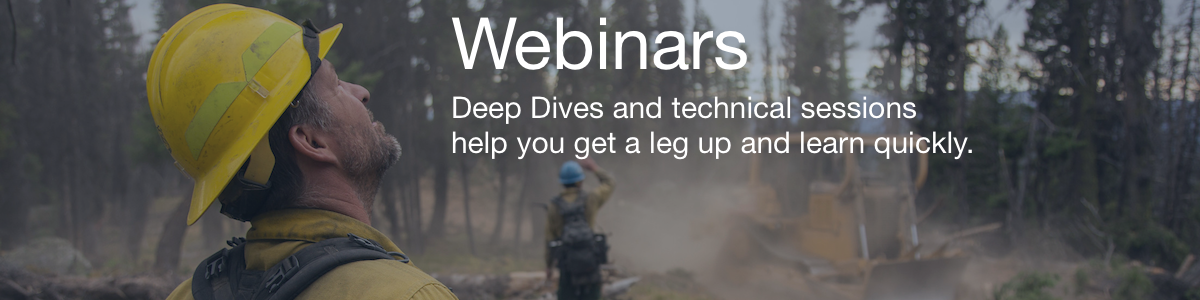 Webinars
Deep Dives and technical sessions
help you get a leg up and learn quickly.